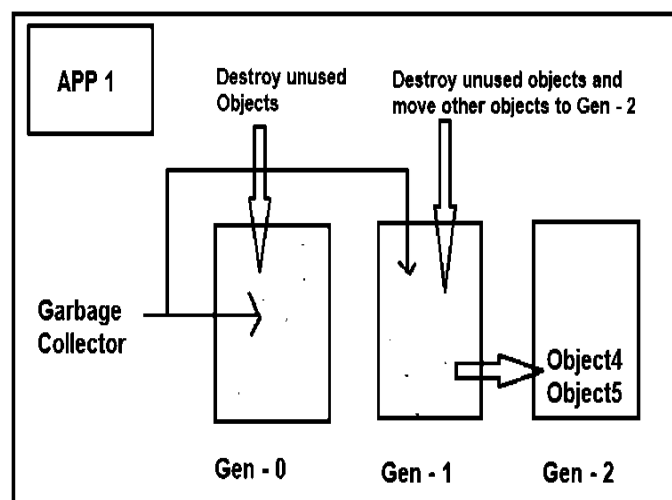 APP 1
Destroy unused
Objects
Destroy unused objects and
move other objects to Gen - 2
Garbage
Collector
Object4
Object5
Gen - 0
Gen - 1
Gen - 2